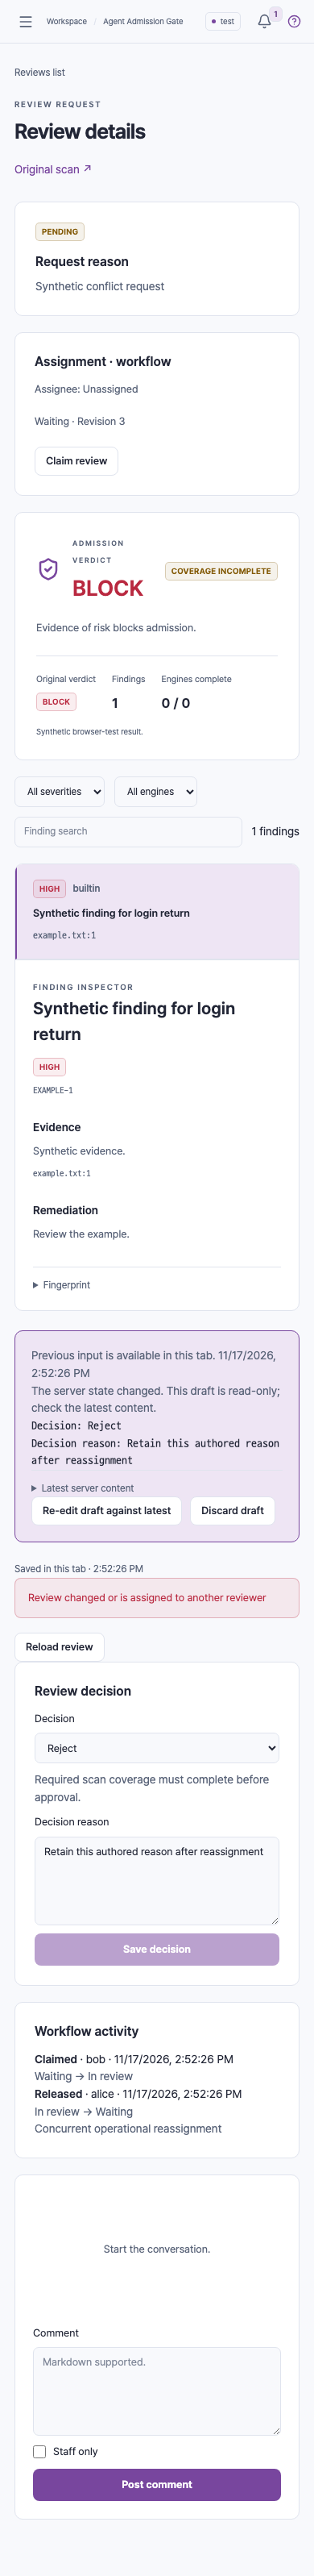 Workspace / Agent Admission Gate
test
1
Reviews list
REVIEW REQUEST
Review details
Original scan ↗
PENDING
Request reason
Synthetic conflict request
Assignment · workflow
Assignee: Unassigned
Waiting · Revision 3
Claim review
ADMISSION
VERDICT
BLOCK
COVERAGE INCOMPLETE
Evidence of risk blocks admission.
Original verdict Findings Engines complete
BLOCK 1 0 / 0
Synthetic browser-test result.
All severities All engines
Finding search 1 findings
HIGH builtin
Synthetic finding for login return
example.txt:1
FINDING INSPECTOR
Synthetic finding for login
return
HIGH
EXAMPLE-1
Evidence
Synthetic evidence.
example.txt:1
Remediation
Review the example.
Fingerprint
Previous input is available in this tab. 11/17/2026,
2:52:26 PM
The server state changed. This draft is read-only;
check the latest content.
Decision: Reject
Decision reason: Retain this authored reason
after reassignment
Latest server content
Re-edit draft against latest Discard draft
Saved in this tab · 2:52:26 PM
Review changed or is assigned to another reviewer
Reload review
Review decision
Decision
Reject
Required scan coverage must complete before
approval.
Decision reason
Retain this authored reason after reassignment
Save decision
Workflow activity
Claimed · bob · 11/17/2026, 2:52:26 PM
Waiting → In review
Released · alice · 11/17/2026, 2:52:26 PM
In review → Waiting
Concurrent operational reassignment
Start the conversation.
Comment
Markdown supported.
Staff only
Post comment